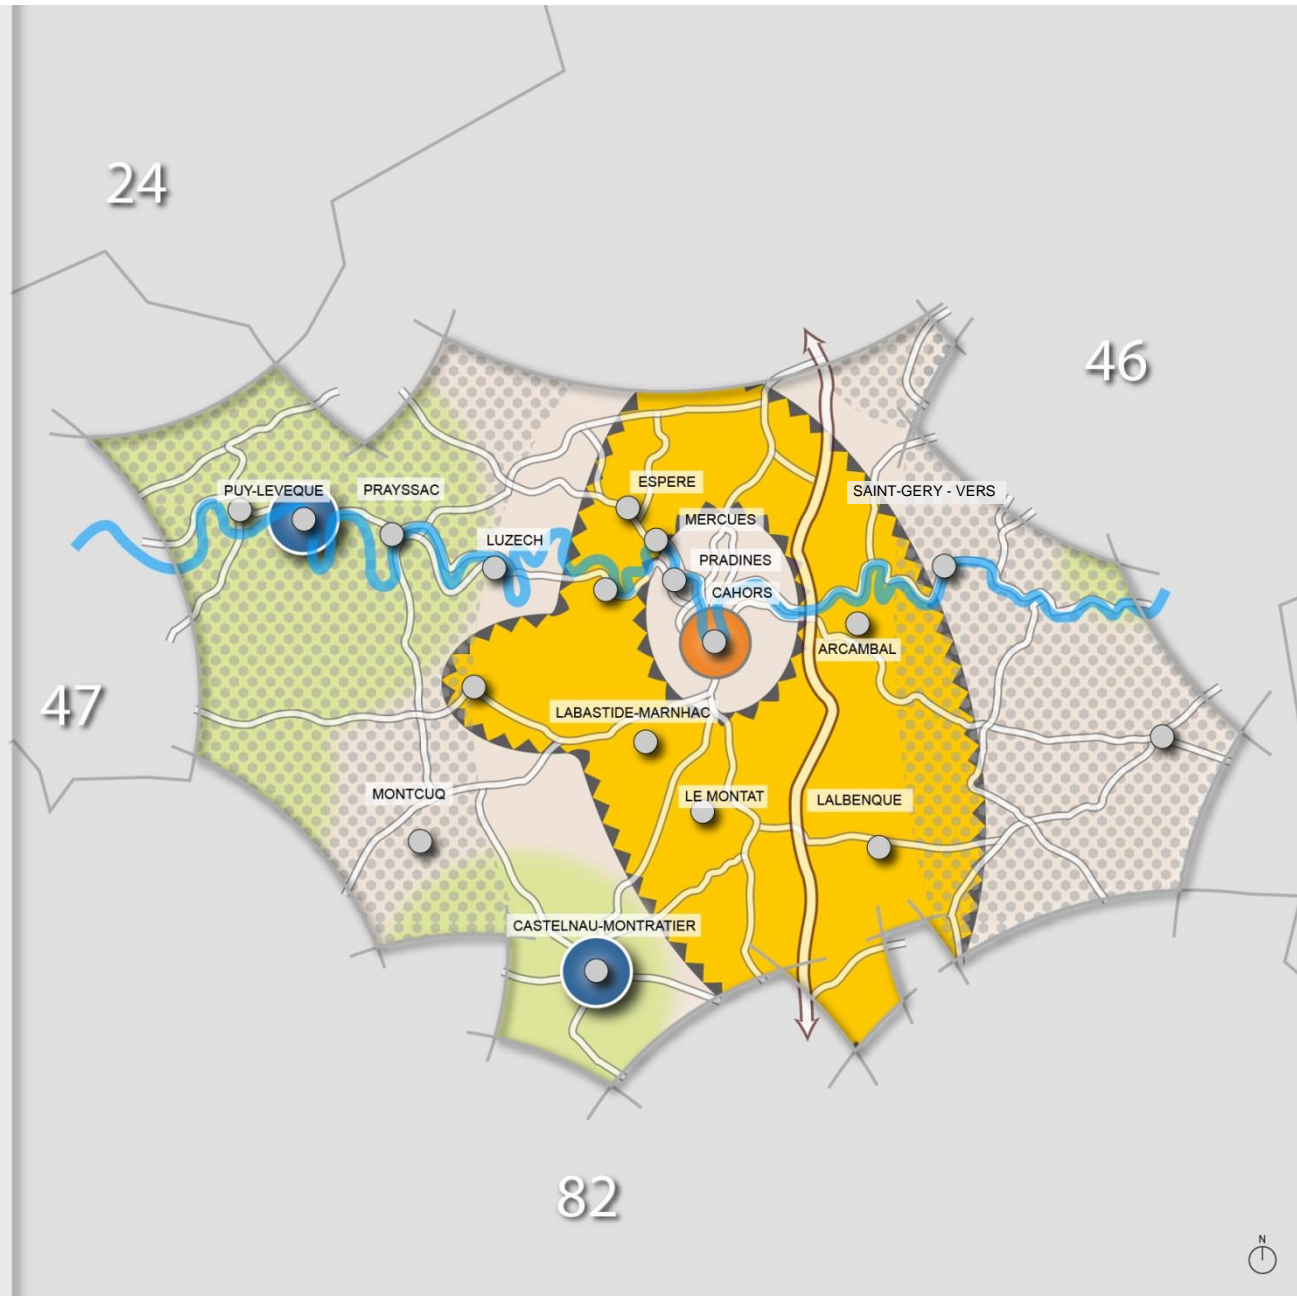 24
46
ESPERE
PUY-LEVEQUE
PRAYSSAC
SAINT-GERY - VERS
MERCUES
LUZECH
PRADINES
CAHORS
ARCAMBAL
47
LABASTIDE-MARNHAC
MONTCUQ
LE MONTAT
LALBENQUE
CASTELNAU-MONTRATIER
82
N